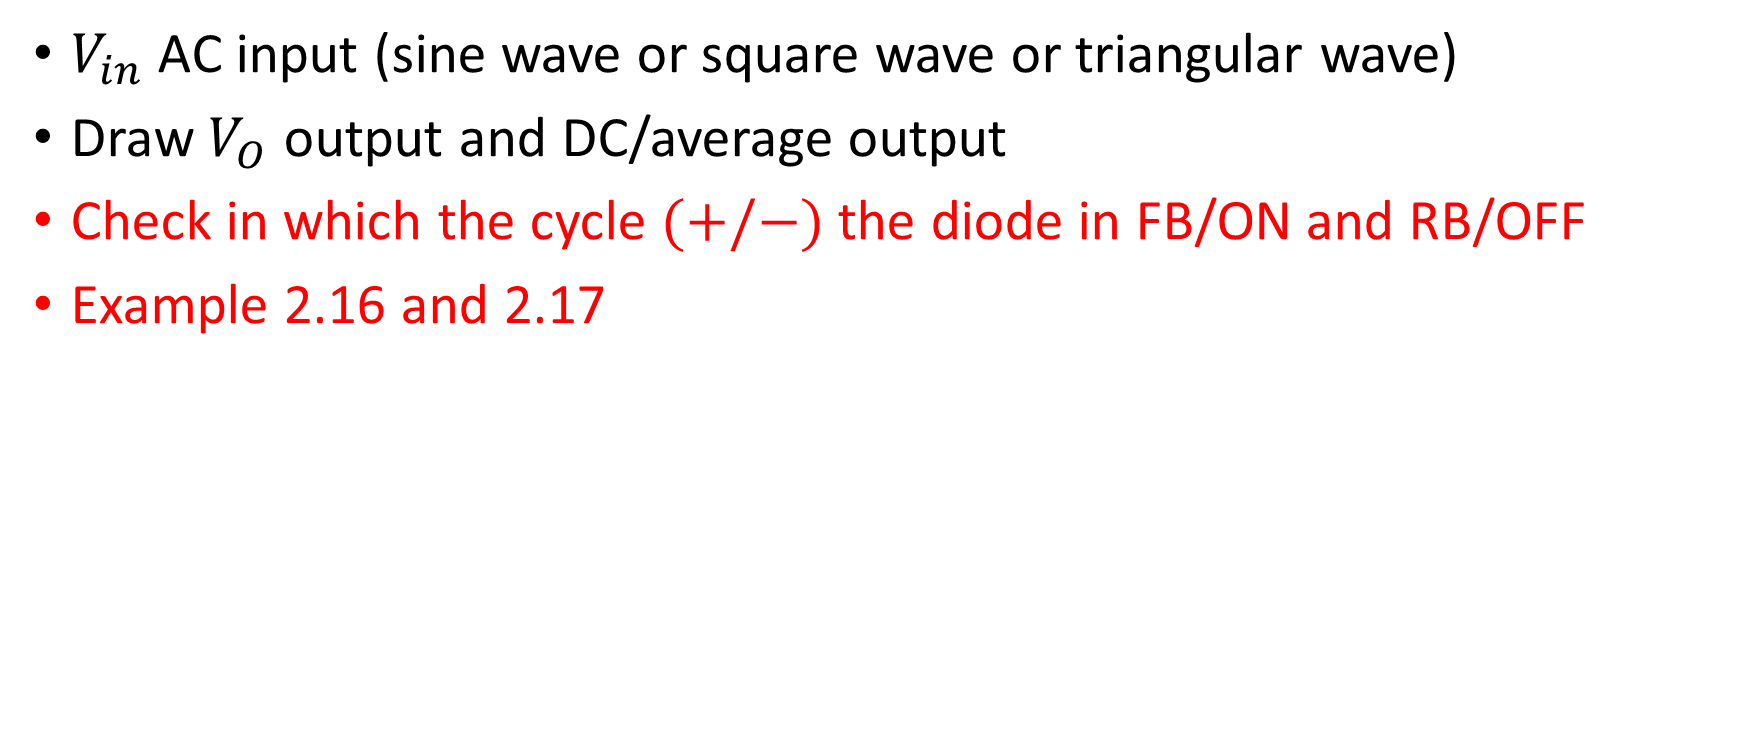 • V_in AC input (sine wave or square wave or triangular wave)
• Draw V_O output and DC/average output
• Check in which the cycle (+/−) the diode in FB/ON and RB/OFF
• Example 2.16 and 2.17